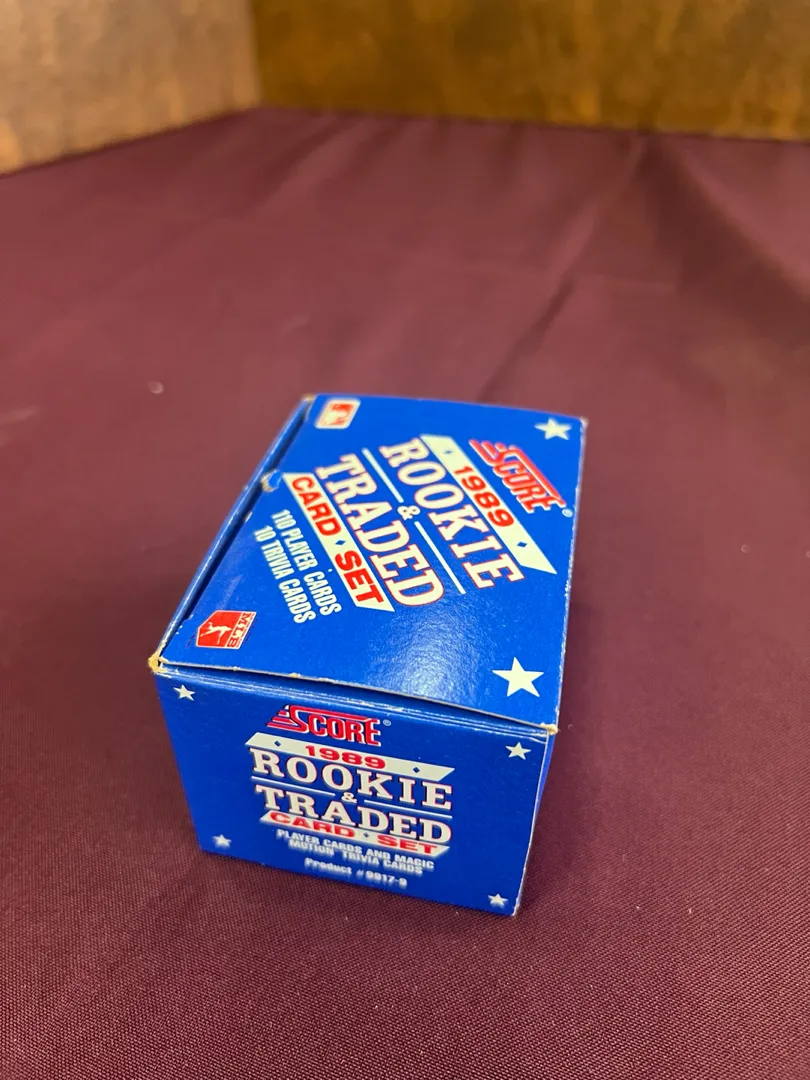 SCORE®
1989
ROOKIE
&
TRADED
CARD • SET
110 PLAYER CARDS
10 TRIVIA CARDS
SCORE®
1989
ROOKIE
&
TRADED
CARD • SET
PLAYER CARDS AND MAGIC
MOTION TRIVIA CARDS
Product #